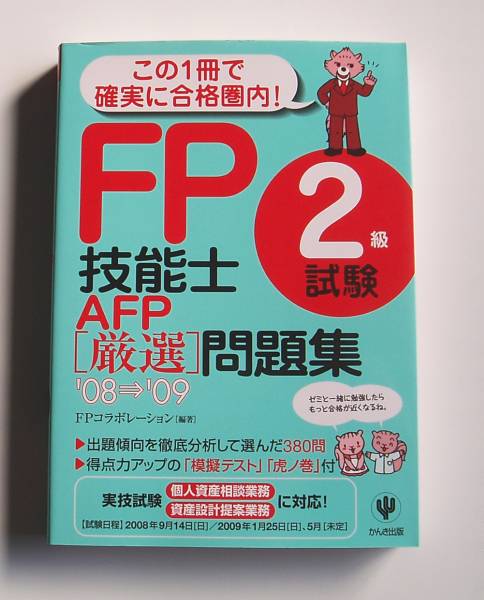 この1冊で
確実に合格圏内!
FP
2級
試験
技能士
AFP
[厳選]問題集
'08⇒'09
FPコラボレーション[編著]
ゼミと一緒に勉強したら
もっと合格が近くなるね。
▶出題傾向を徹底分析して選んだ380問
▶得点力アップの「模擬テスト」「虎ノ巻」付
実技試験 個人資産相談業務 に対応!
資産設計提案業務
【試験日程】2008年9月14日[日]/2009年1月25日[日]、5月[未定]
かんき出版